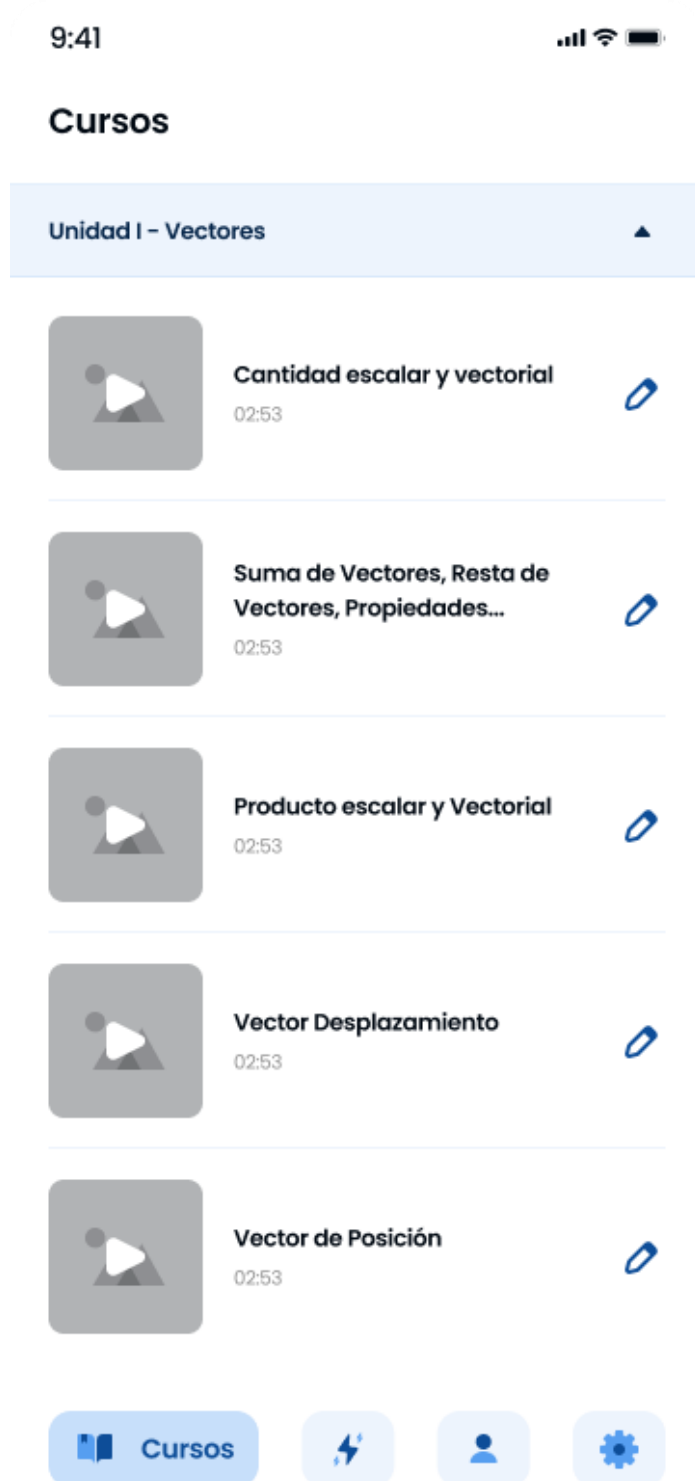 9:41
Cursos
Unidad I - Vectores
Cantidad escalar y vectorial
02:53
Suma de Vectores, Resta de
Vectores, Propiedades...
02:53
Producto escalar y Vectorial
02:53
Vector Desplazamiento
02:53
Vector de Posición
02:53
Cursos